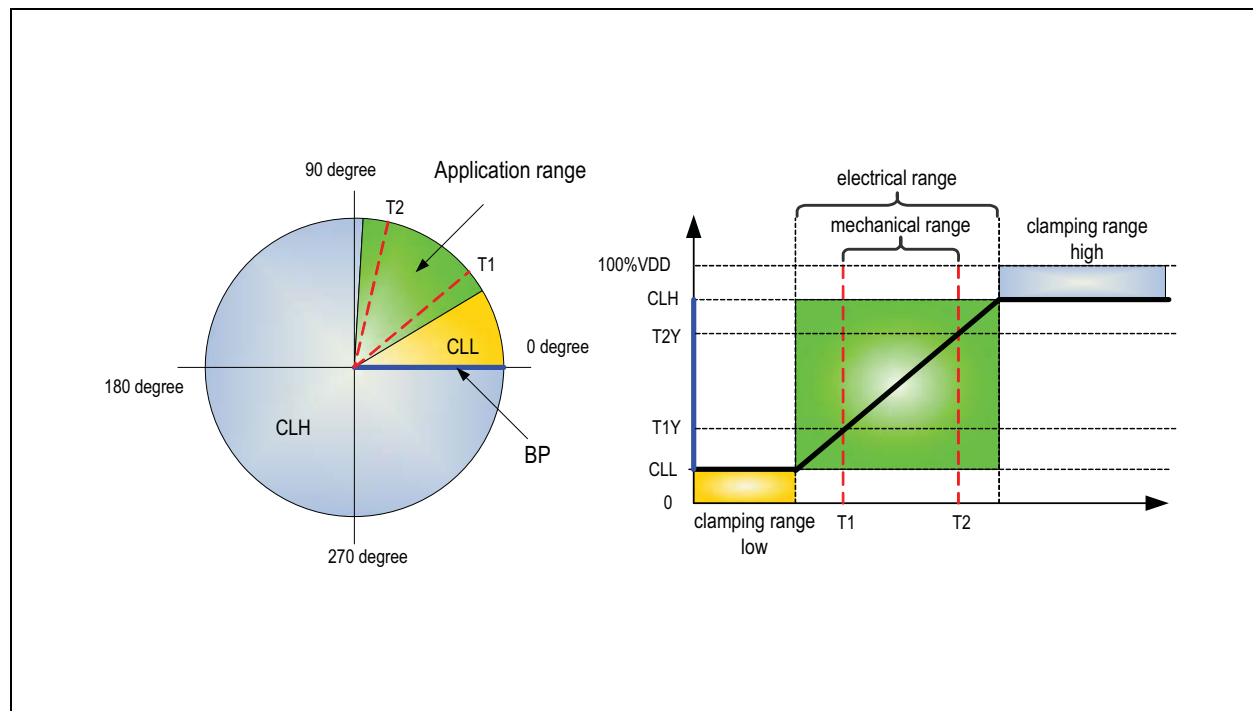 90 degree
Application range
T2
T1
CLL
0 degree
180 degree
CLH
BP
270 degree
electrical range
mechanical range
clamping range
high
100%VDD
CLH
T2Y
T1Y
CLL
0
clamping range
low
T1
T2